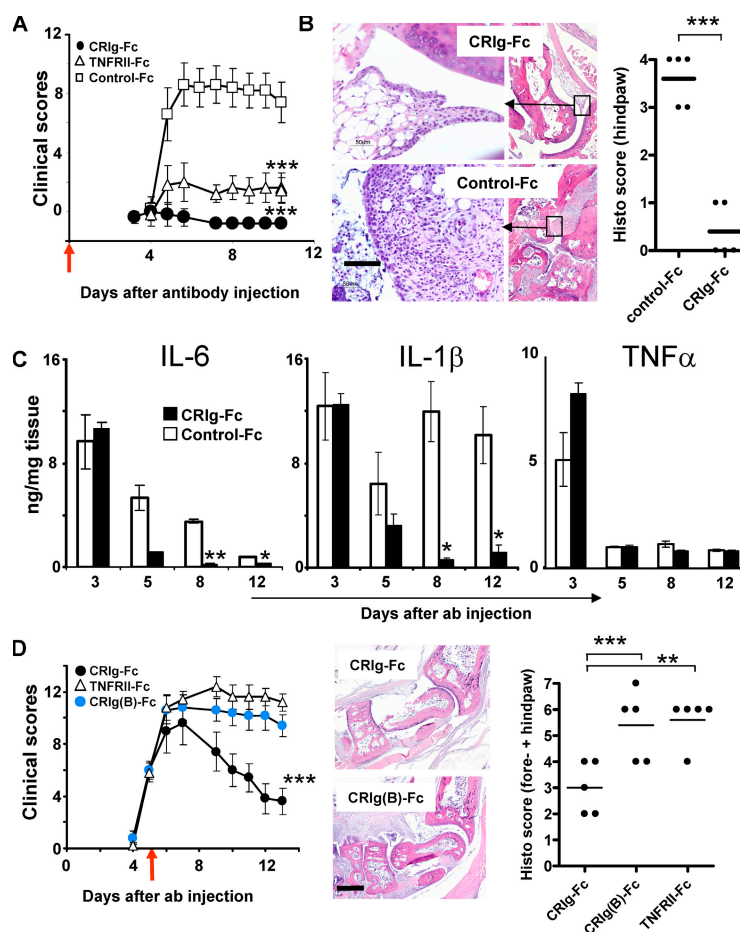 A
CRIg-Fc
TNFRII-Fc
Control-Fc
Clinical scores
12
8
4
0
***
***
4
8
12
Days after antibody injection
B
CRIg-Fc
50um
Control-Fc
50um
Histo score (hindpaw)
***
4
3
2
1
0
control-Fc
CRIg-Fc
C
IL-6
IL-1β
TNFα
ng/mg tissue
16
8
0
CRIg-Fc
Control-Fc
**
*
3 5 8 12
16
8
0
*
*
3 5 8 12
10
5
3 5 8 12
Days after ab injection
D
CRIg-Fc
TNFRII-Fc
CRIg(B)-Fc
Clinical scores
12
8
4
0
***
0 4 8 12
Days after ab injection
CRIg-Fc
CRIg(B)-Fc
Histo score (fore- + hindpaw)
***
**
7
6
5
4
3
2
1
0
CRIg-Fc
CRIg(B)-Fc
TNFRII-Fc